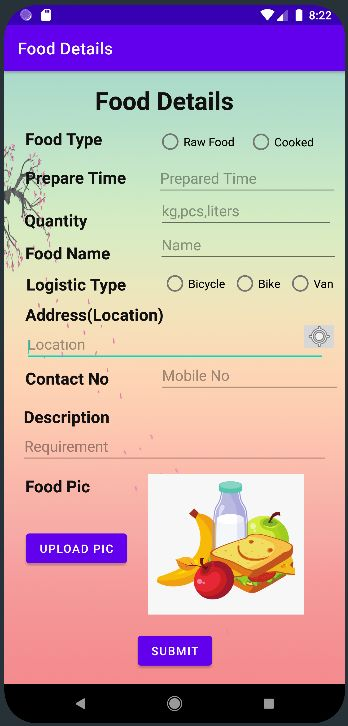 8:22
Food Details
Food Details
Food Type Raw Food Cooked
Prepare Time Prepared Time
Quantity kg,pcs,liters
Food Name Name
Logistic Type Bicycle Bike Van
Address(Location)
Location
Contact No Mobile No
Description
Requirement
Food Pic
UPLOAD PIC
SUBMIT